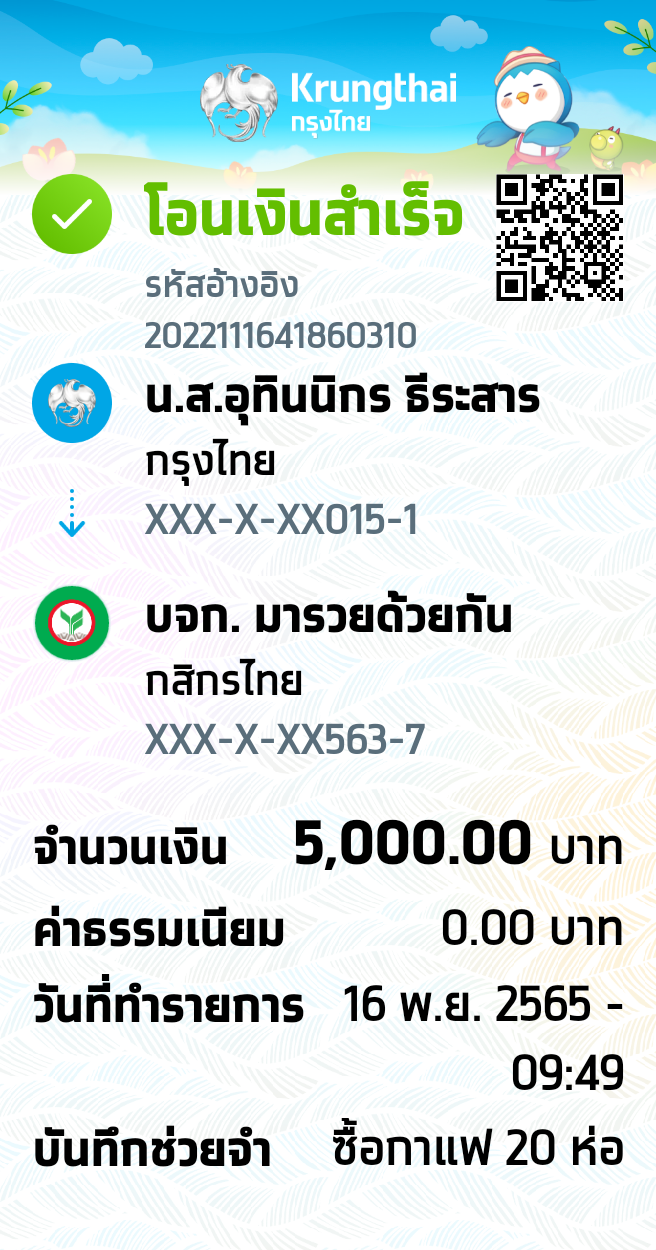 Krungthai
กรุงไทย
โอนเงินสำเร็จ
รหัสอ้างอิง
2022111641860310
น.ส.อุทินนิกร ธีระสาร
กรุงไทย
XXX-X-XX015-1
บจก. มารวยด้วยกัน
กสิกรไทย
XXX-X-XX563-7
จำนวนเงิน 5,000.00 บาท
ค่าธรรมเนียม 0.00 บาท
วันที่ทำรายการ 16 พ.ย. 2565 -
09:49
บันทึกช่วยจำ ซื้อกาแฟ 20 ห่อ